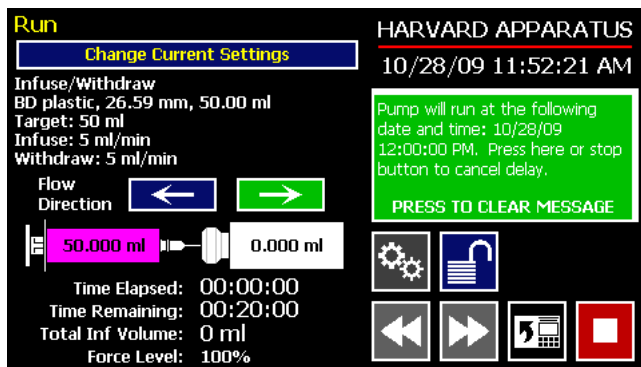 Run
Change Current Settings
Infuse/Withdraw
BD plastic, 26.59 mm, 50.00 ml
Target: 50 ml
Infuse: 5 ml/min
Withdraw: 5 ml/min
Flow
Direction
50.000 ml
0.000 ml
Time Elapsed: 00:00:00
Time Remaining: 00:20:00
Total Inf Volume: 0 ml
Force Level: 100%
HARVARD APPARATUS
10/28/09 11:52:21 AM
Pump will run at the following
date and time: 10/28/09
12:00:00 PM. Press here or stop
button to cancel delay.
PRESS TO CLEAR MESSAGE